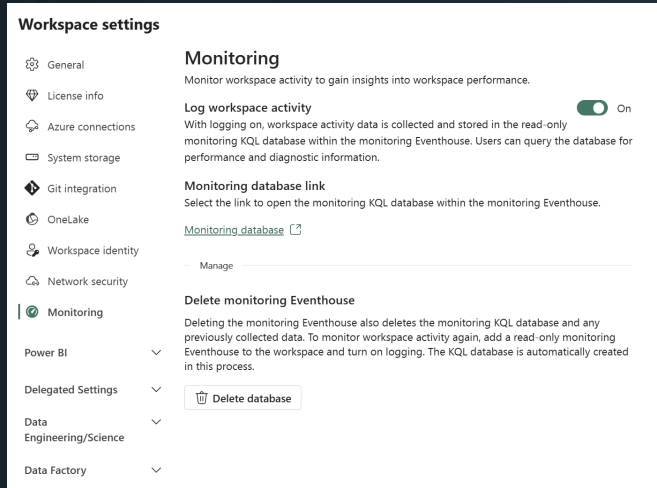 Workspace settings
General
License info
Azure connections
System storage
Git integration
OneLake
Workspace identity
Network security
Monitoring
Power BI
Delegated Settings
Data
Engineering/Science
Data Factory
Monitoring
Monitor workspace activity to gain insights into workspace performance.
Log workspace activity
On
With logging on, workspace activity data is collected and stored in the read-only
monitoring KQL database within the monitoring Eventhouse. Users can query the database for
performance and diagnostic information.
Monitoring database link
Select the link to open the monitoring KQL database within the monitoring Eventhouse.
Monitoring database
Manage
Delete monitoring Eventhouse
Deleting the monitoring Eventhouse also deletes the monitoring KQL database and any
previously collected data. To monitor workspace activity again, add a read-only monitoring
Eventhouse to the workspace and turn on logging. The KQL database is automatically created
in this process.
Delete database